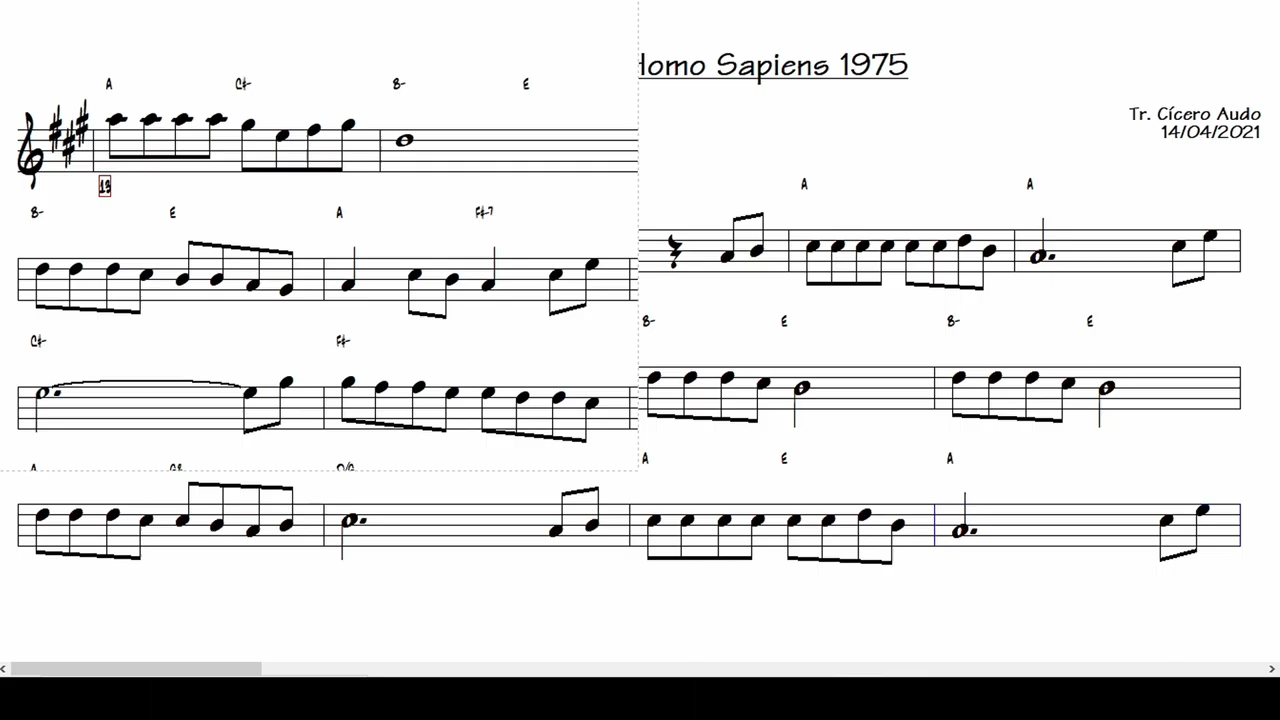 Homo Sapiens 1975
Tr. Cícero Audo
14/04/2021
A C#- B- E
13
A A
B- E A F#-7
B- E B- E
C#- F#-
A E A